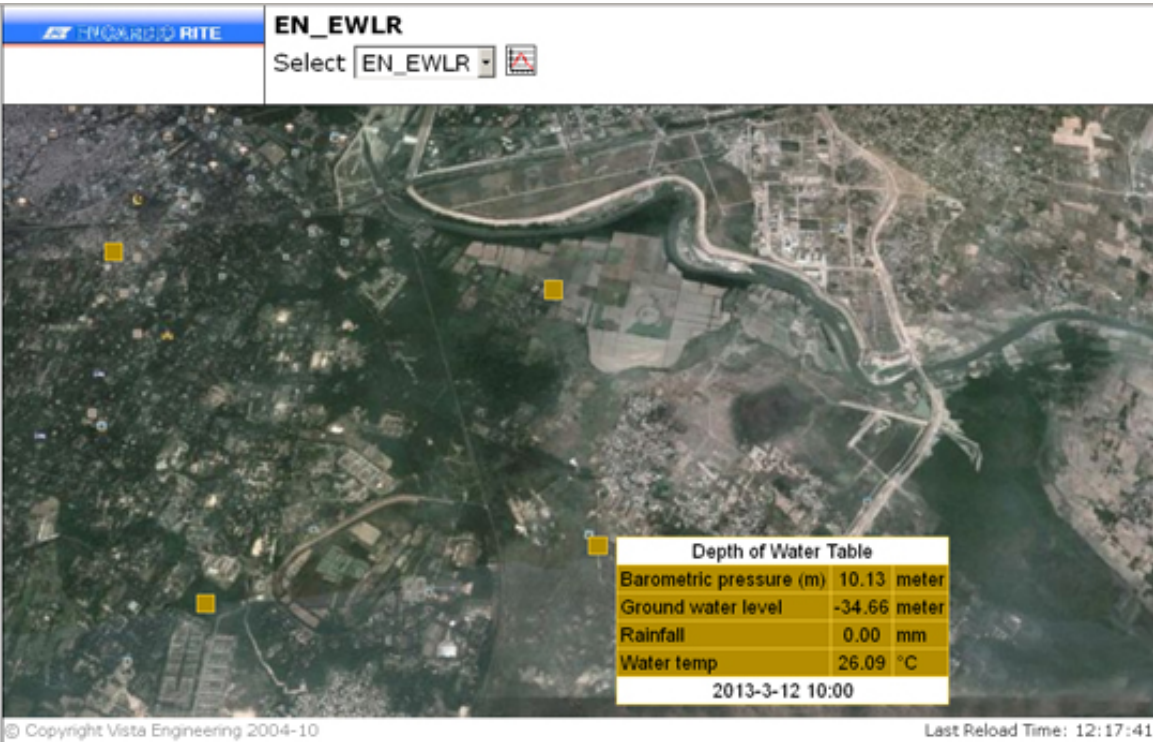 ENCARDIO RITE
EN_EWLR
Select EN_EWLR
Depth of Water Table
Barometric pressure (m) 10.13 meter
Ground water level -34.66 meter
Rainfall 0.00 mm
Water temp 26.09 °C
2013-3-12 10:00
© Copyright Vista Engineering 2004-10
Last Reload Time: 12:17:41